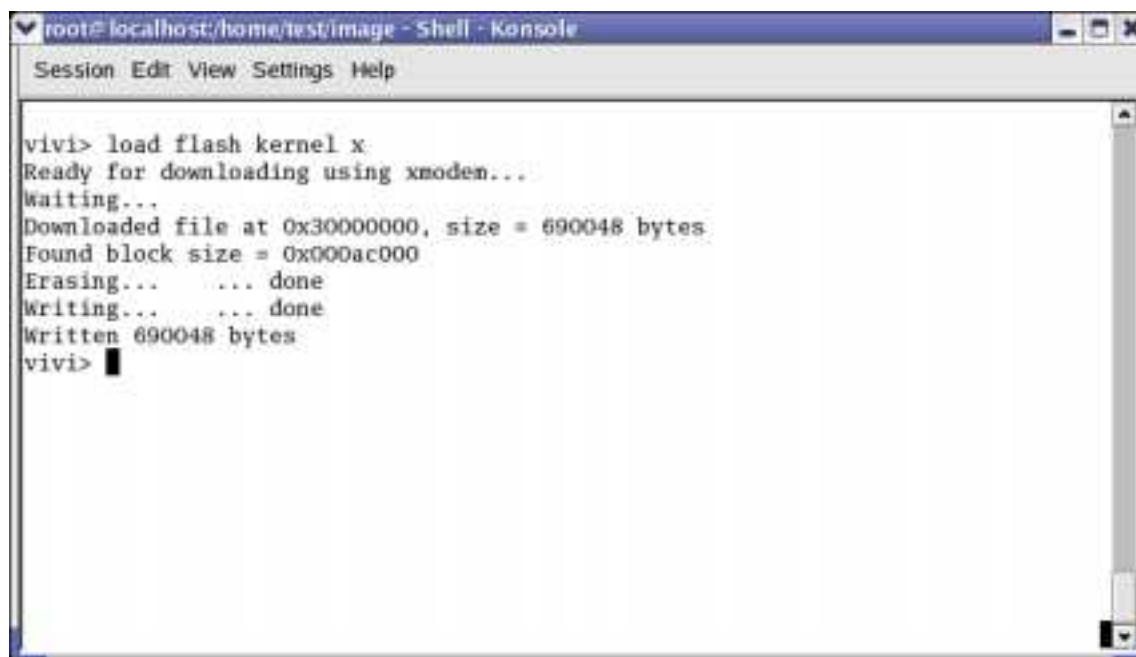 root@localhost:/home/test/image - Shell - Konsole
Session Edit View Settings Help
vivi> load flash kernel x
Ready for downloading using xmodem...
Waiting...
Downloaded file at 0x30000000, size = 690048 bytes
Found block size = 0x000ac000
Erasing...    ... done
Writing...    ... done
Written 690048 bytes
vivi>